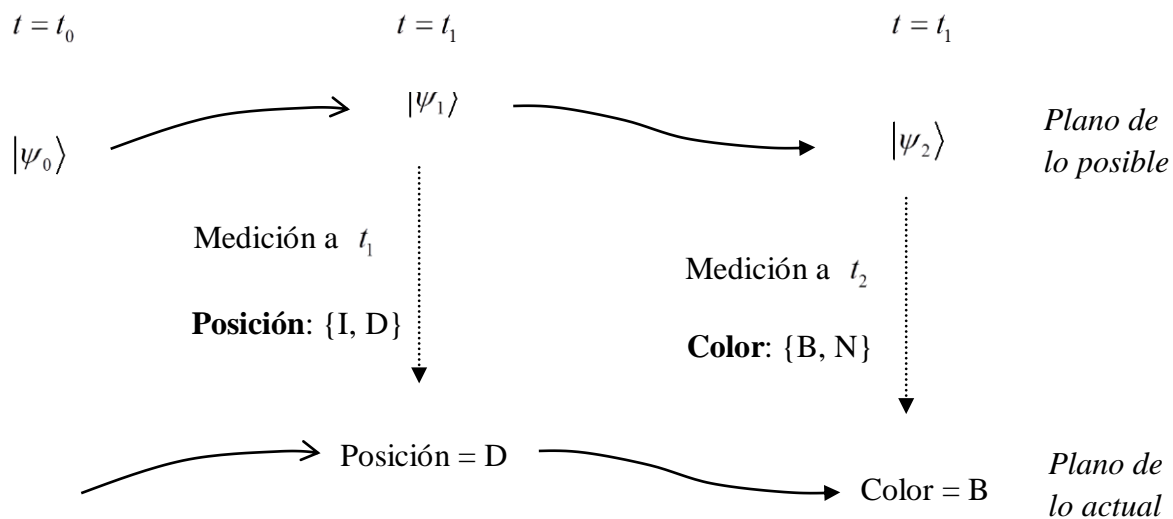 t = t₀
t = t₁
t = t₁
|ψ₀⟩
|ψ₁⟩
|ψ₂⟩
Plano de
lo posible
Medición a t₁
Posición: {I, D}
Medición a t₂
Color: {B, N}
Posición = D
Color = B
Plano de
lo actual